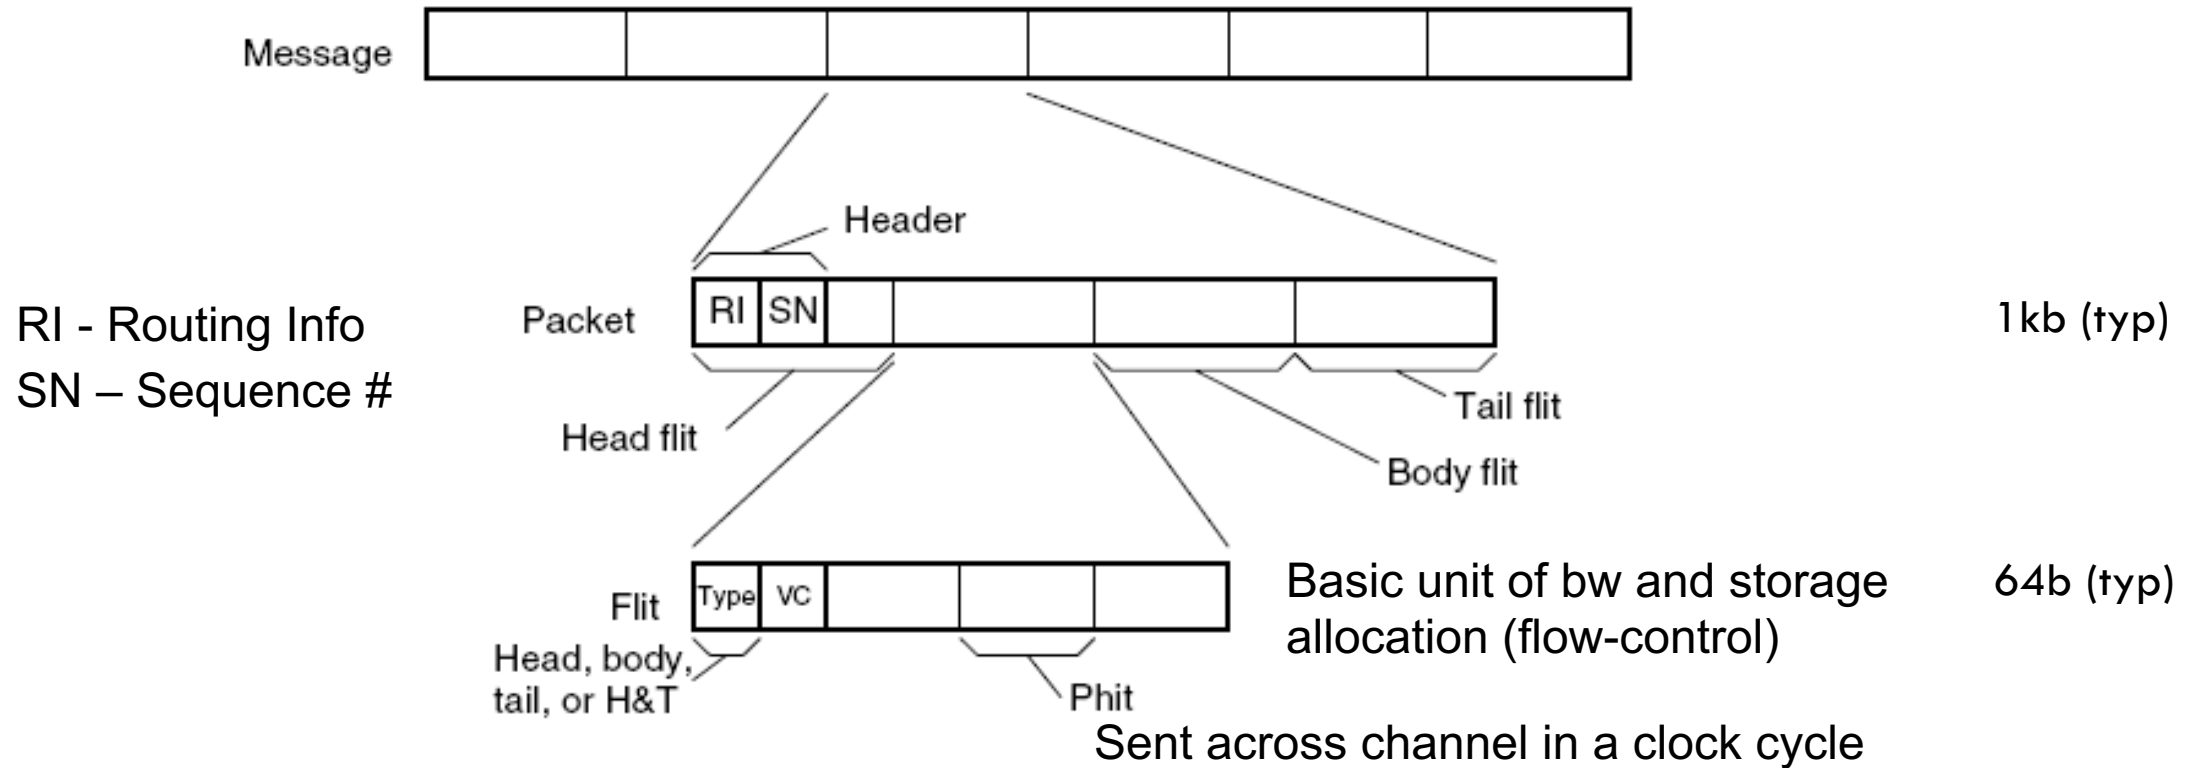 Message
Header
RI - Routing Info
SN – Sequence #
Packet
RI SN
1kb (typ)
Head flit
Tail flit
Body flit
Flit
Type VC
Basic unit of bw and storage
allocation (flow-control)
64b (typ)
Head, body,
tail, or H&T
Phit
Sent across channel in a clock cycle